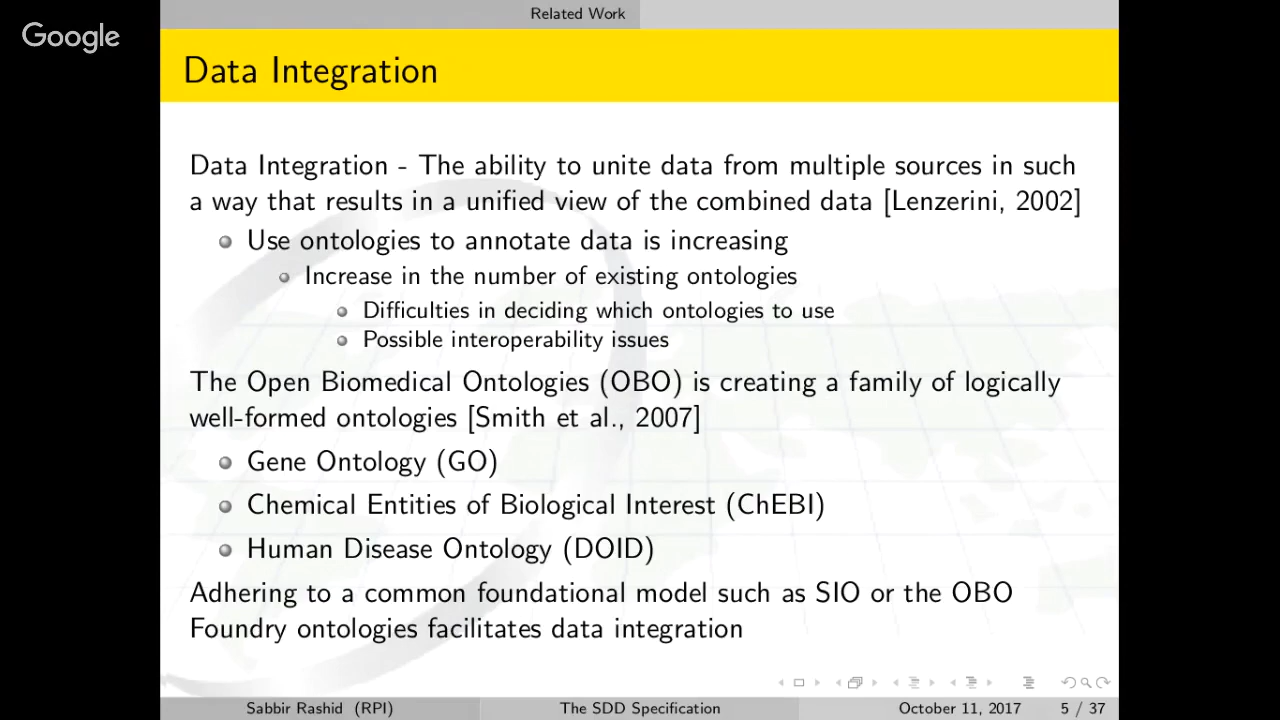 Related Work
Google
Data Integration
Data Integration - The ability to unite data from multiple sources in such
a way that results in a unified view of the combined data [Lenzerini, 2002]
Use ontologies to annotate data is increasing
Increase in the number of existing ontologies
Difficulties in deciding which ontologies to use
Possible interoperability issues
The Open Biomedical Ontologies (OBO) is creating a family of logically
well-formed ontologies [Smith et al., 2007]
Gene Ontology (GO)
Chemical Entities of Biological Interest (ChEBI)
Human Disease Ontology (DOID)
Adhering to a common foundational model such as SIO or the OBO
Foundry ontologies facilitates data integration
Sabbir Rashid (RPI) The SDD Specification October 11, 2017 5 / 37